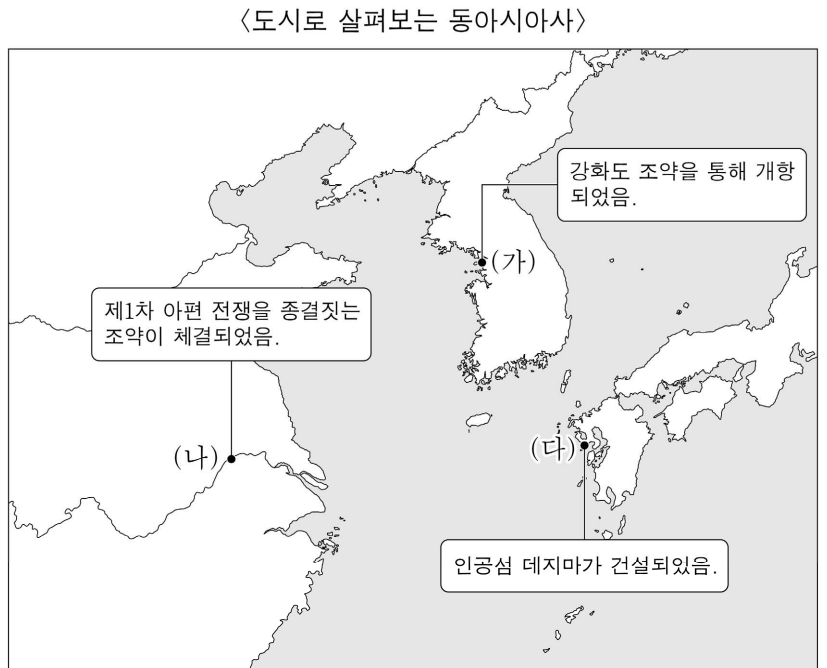 〈도시로 살펴보는 동아시아사〉
강화도 조약을 통해 개항
되었음.
(가)
제1차 아편 전쟁을 종결짓는
조약이 체결되었음.
(나)
(다)
인공섬 데지마가 건설되있음.